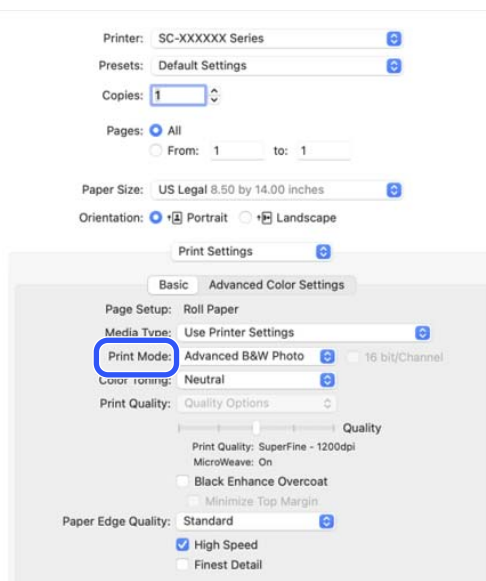 Printer: SC-XXXXXX Series
Presets: Default Settings
Copies: 1
Pages: All
From: 1 to: 1
Paper Size: US Legal 8.50 by 14.00 inches
Orientation: Portrait Landscape
Print Settings
Basic Advanced Color Settings
Page Setup: Roll Paper
Media Type: Use Printer Settings
Print Mode: Advanced B&W Photo 16 bit/Channel
Color Toning: Neutral
Print Quality: Quality Options
Quality
Print Quality: SuperFine - 1200dpi
MicroWeave: On
Black Enhance Overcoat
Minimize Top Margin
Paper Edge Quality: Standard
High Speed
Finest Detail